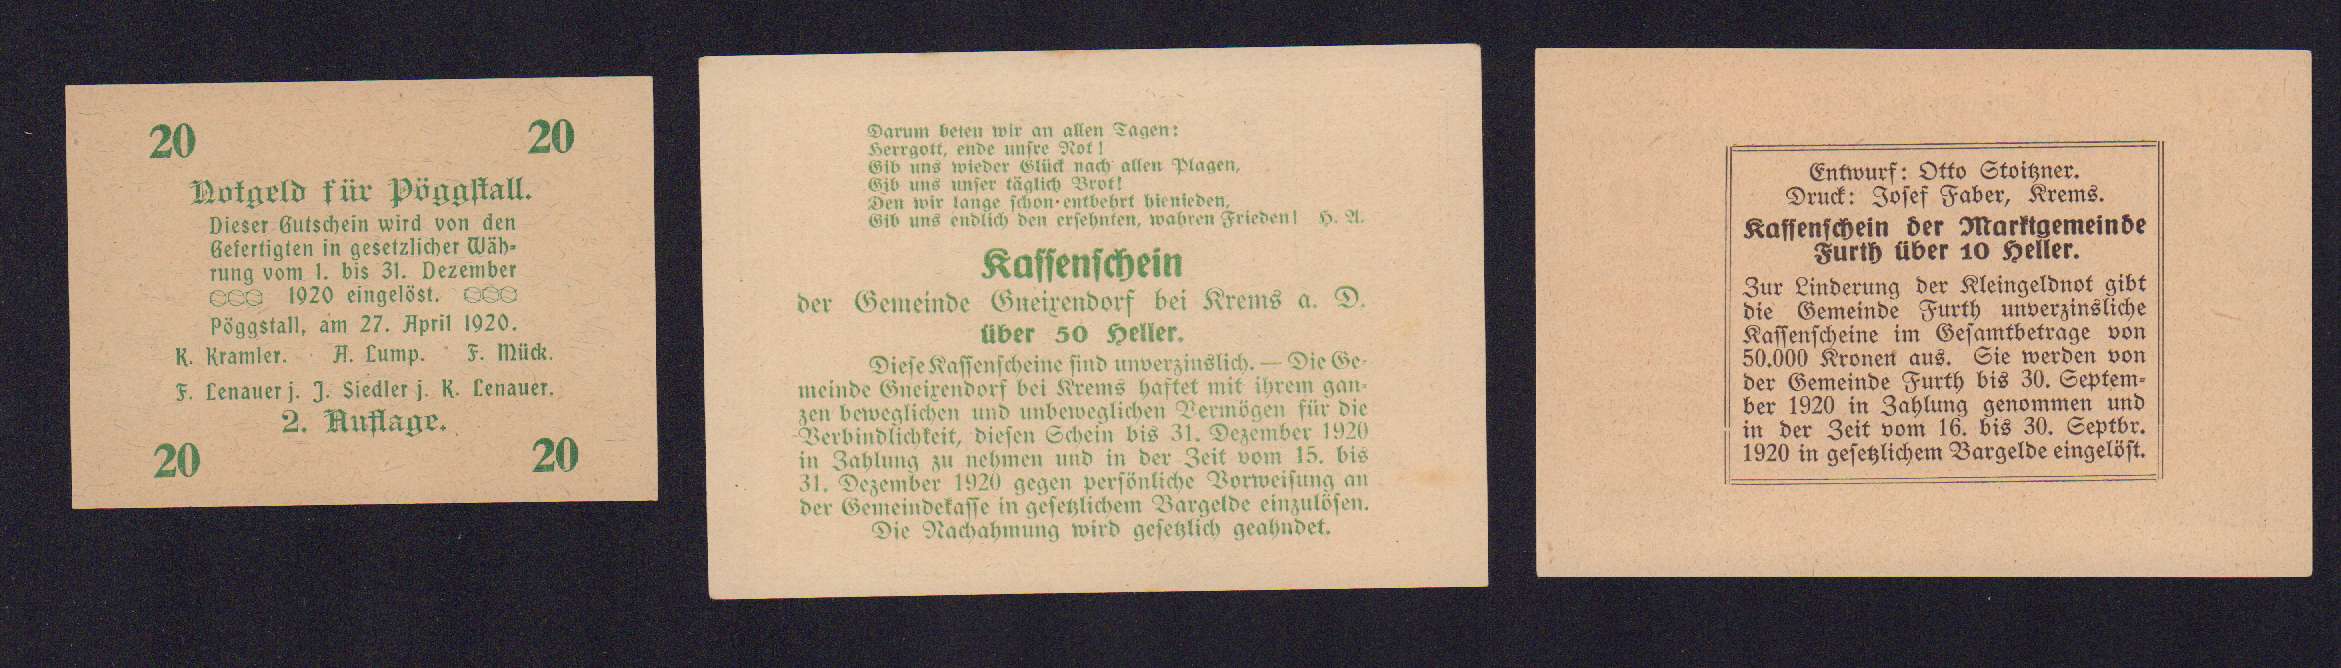 20 20
Notgeld für Pöggstall.
Dieser Gutschein wird von den
Gefertigten in gesetzlicher Wäh-
rung vom 1. bis 31. Dezember
1920 eingelöst.
Pöggstall, am 27. April 1920.
K. Kramler. A. Lump. F. Mück.
F. Lenauer j. J. Siedler j. K. Lenauer.
2. Auflage.
20 20
Darum beten wir an allen Tagen:
Herrgott, ende unsre Not!
Gib uns wieder Glück nach allen Plagen,
Gib uns unser täglich Brot!
Den wir lange schon entbehrt hienieden,
Gib uns endlich den ersehnten, wahren Frieden! H. A.
Kassenschein
der Gemeinde Gneixendorf bei Krems a. D.
über 50 Heller.
Diese Kassenscheine sind unverzinslich. — Die Ge-
meinde Gneixendorf bei Krems haftet mit ihrem gan-
zen beweglichen und unbeweglichen Vermögen für die
Verbindlichkeit, diesen Schein bis 31. Dezember 1920
in Zahlung zu nehmen und in der Zeit vom 15. bis
31. Dezember 1920 gegen persönliche Vorweisung an
der Gemeindekasse in gesetzlichem Bargelde einzulösen.
Die Nachahmung wird gesetzlich geahndet.
Entwurf: Otto Stoitzner.
Druck: Josef Faber, Krems.
Kassenschein der Marktgemeinde
Furth über 10 Heller.
Zur Linderung der Kleingeldnot gibt
die Gemeinde Furth unverzinsliche
Kassenscheine im Gesamtbetrage von
50.000 Kronen aus. Sie werden von
der Gemeinde Furth bis 30. Septem-
ber 1920 in Zahlung genommen und
in der Zeit vom 16. bis 30. Septbr.
1920 in gesetzlichem Bargelde eingelöst.